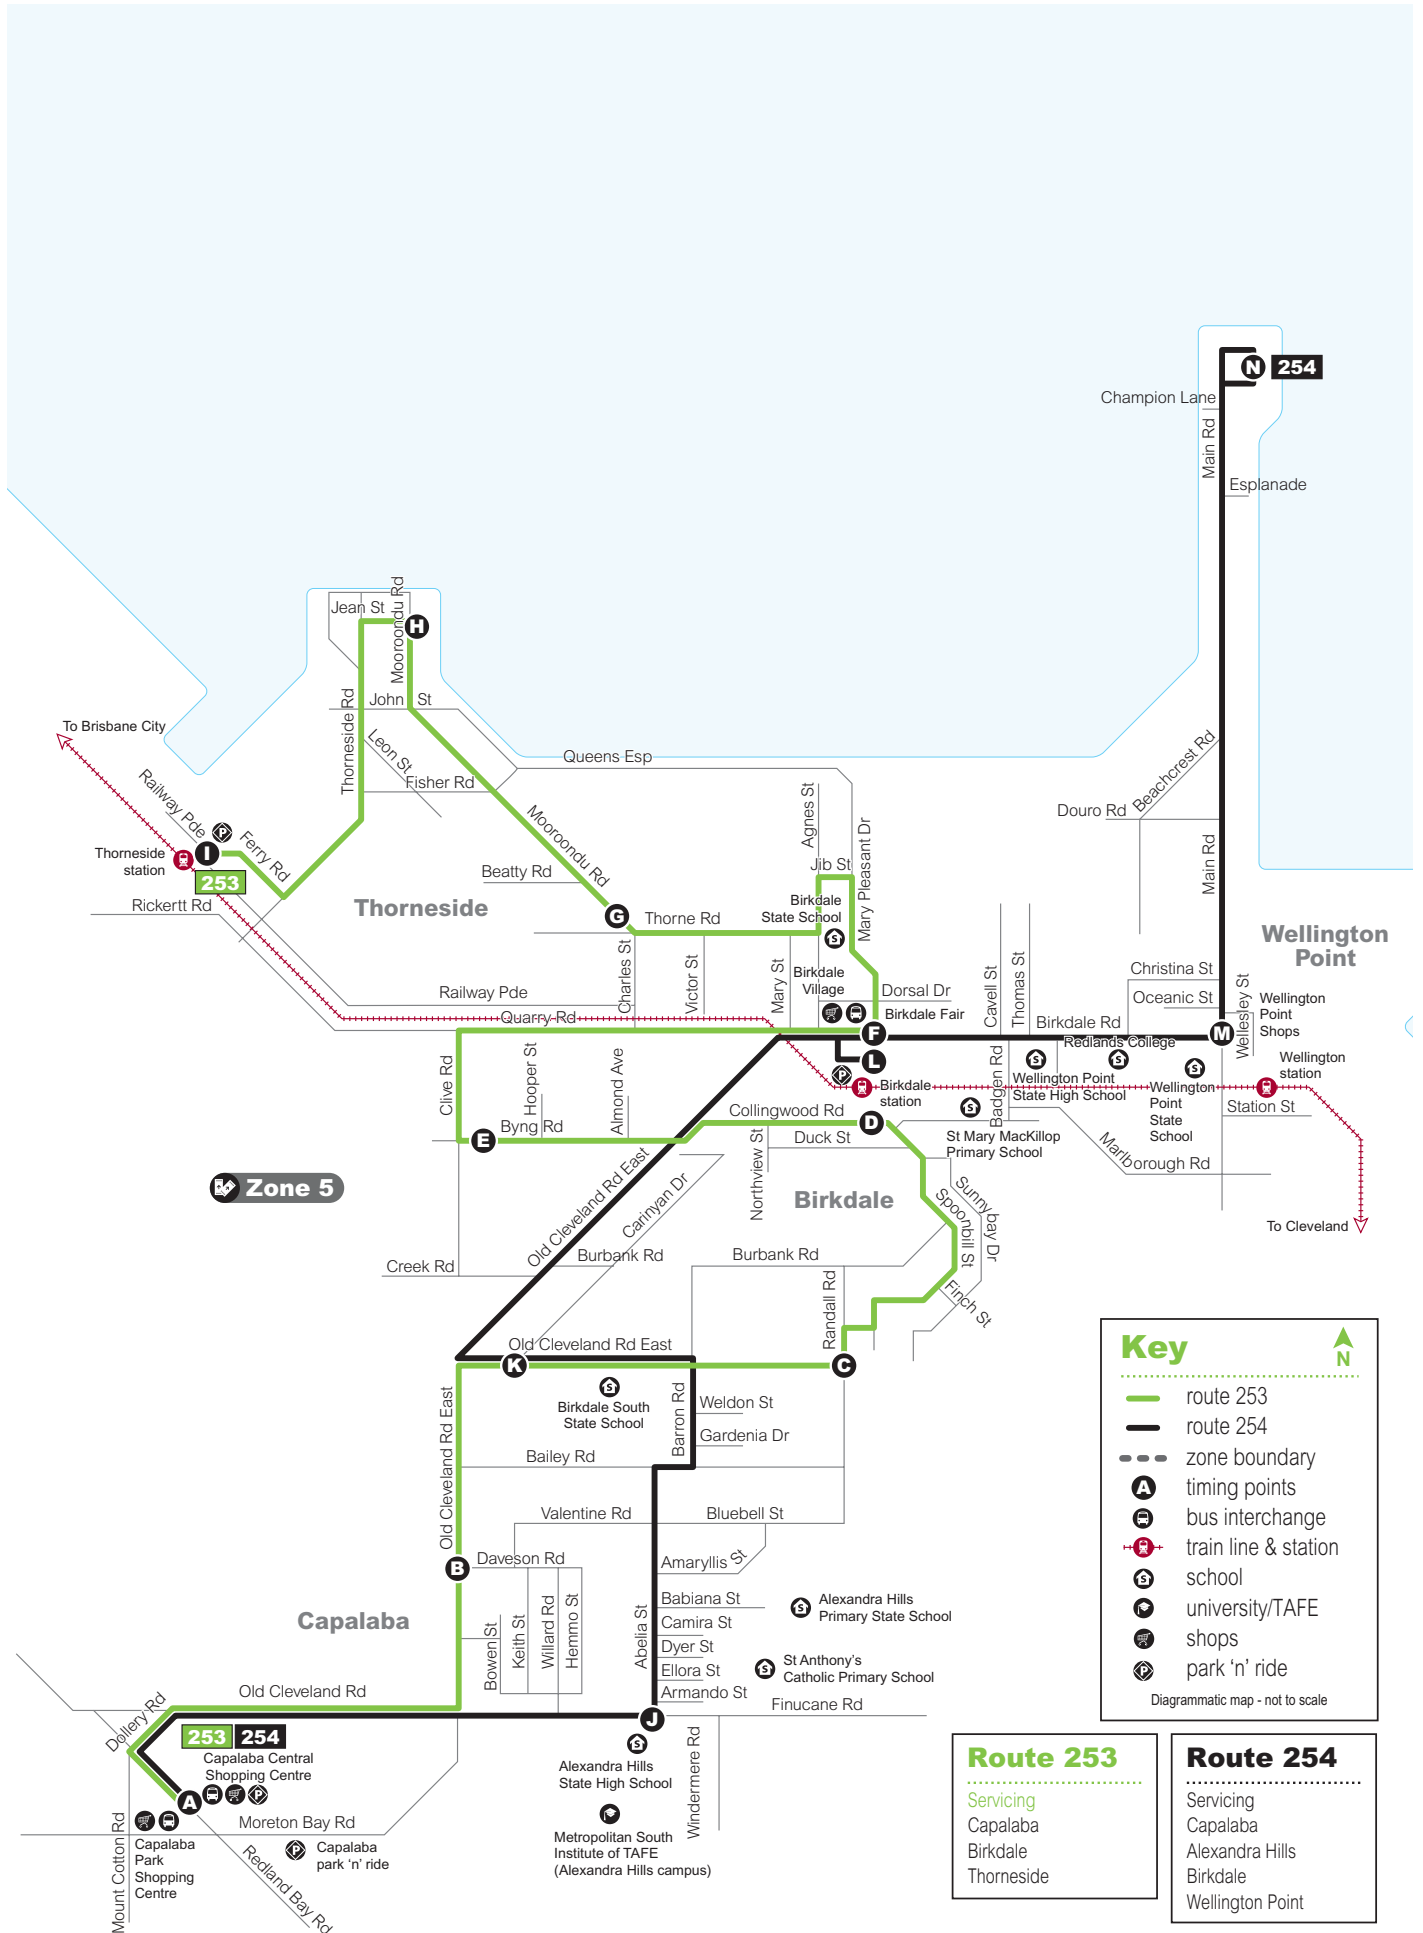 N
254
Champion Lane
Main Rd
Esplanade
Jean St
Mooroondu Rd
H
Thorneside Rd
John St
To Brisbane City
Leon St
Fisher Rd
Queens Esp
Beachcrest Rd
Douro Rd
Railway Pde
P
Ferry Rd
I
Thorneside
station
253
Rickertt Rd
Mooroondu Rd
Beatty Rd
Agnes St
Jib St
Mary Pleasant Dr
Main Rd
Thorneside
G
Thorne Rd
Birkdale
State School
S
Wellington
Point
Charles St
Victor St
Mary St
Birkdale
Village
Cavell St
Thomas St
Christina St
Oceanic St
Wellesley St
Railway Pde
Dorsal Dr
Birkdale Fair
Wellington
Point
Shops
Quarry Rd
F
Birkdale Rd
M
Redlands College
L
P
Birkdale
station
Clive Rd
Hooper St
Almond Ave
Badgen Rd
S
S
S
Wellington Point
State High School
Wellington
Point
State
School
Wellington
station
Station St
Collingwood Rd
D
S
St Mary MacKillop
Primary School
Byng Rd
E
Duck St
Northview St
Marlborough Rd
Zone 5
Old Cleveland Rd East
Carinyan Dr
Birkdale
Spoonbill St
Sunnybay Dr
To Cleveland
Creek Rd
Burbank Rd
Burbank Rd
Randall Rd
Finch St
Old Cleveland Rd East
K
C
S
Birkdale South
State School
Barron Rd
Weldon St
Gardenia Dr
Old Cleveland Rd East
Bailey Rd
Valentine Rd
Bluebell St
B
Daveson Rd
Amaryllis St
Capalaba
Bowen St
Keith St
Willard Rd
Hemmo St
Abelia St
Babiana St
Camira St
Dyer St
Ellora St
Armando St
S
Alexandra Hills
Primary State School
S
St Anthony's
Catholic Primary School
Old Cleveland Rd
Dollery Rd
Finucane Rd
J
253
254
Capalaba Central
Shopping Centre
P
A
S
Alexandra Hills
State High School
Windermere Rd
Mount Cotton Rd
Capalaba
Park
Shopping
Centre
Moreton Bay Rd
P
Capalaba
park ‘n’ ride
Redland Bay Rd
Metropolitan South
Institute of TAFE
(Alexandra Hills campus)
Key
N
route 253
route 254
zone boundary
A
timing points
bus interchange
train line & station
S
school
university/TAFE
shops
P
park ‘n’ ride
Diagrammatic map - not to scale
Route 253
Servicing
Capalaba
Birkdale
Thorneside
Route 254
Servicing
Capalaba
Alexandra Hills
Birkdale
Wellington Point